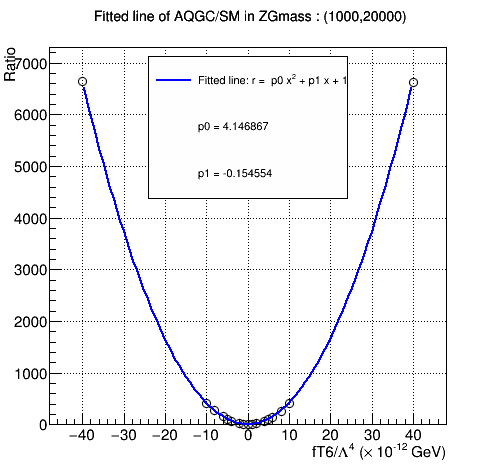 Fitted line of AQGC/SM in ZGmass : (1000,20000)
Ratio
7000
6000
5000
4000
3000
2000
1000
0
Fitted line: r = p0 x² + p1 x + 1
p0 = 4.146867
p1 = -0.154554
−40 −30 −20 −10 0 10 20 30 40
fT6/Λ⁴ (× 10⁻¹² GeV)